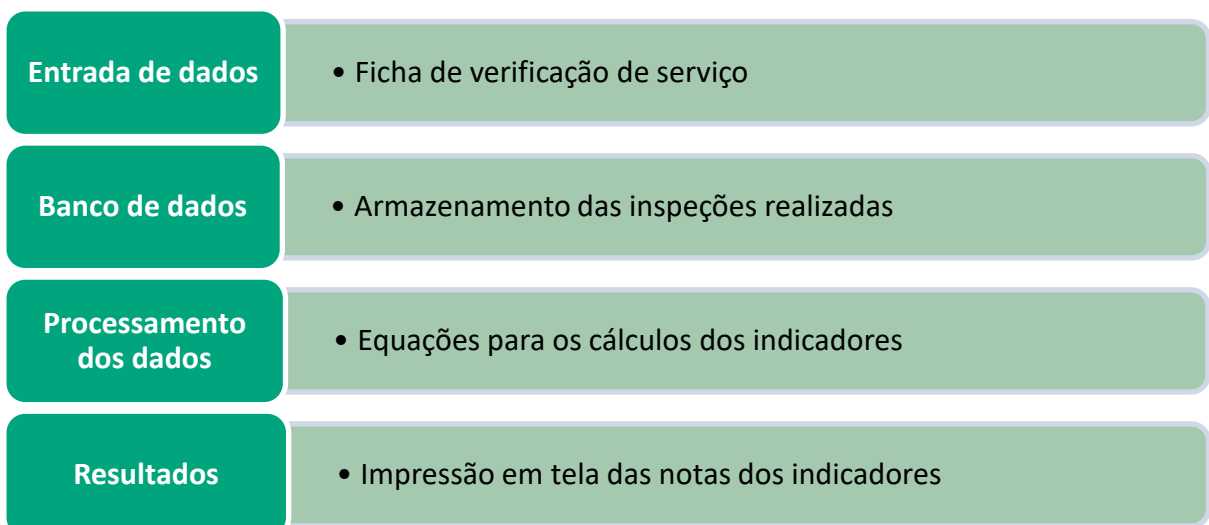 Entrada de dados
• Ficha de verificação de serviço
Banco de dados
• Armazenamento das inspeções realizadas
Processamento
dos dados
• Equações para os cálculos dos indicadores
Resultados
• Impressão em tela das notas dos indicadores